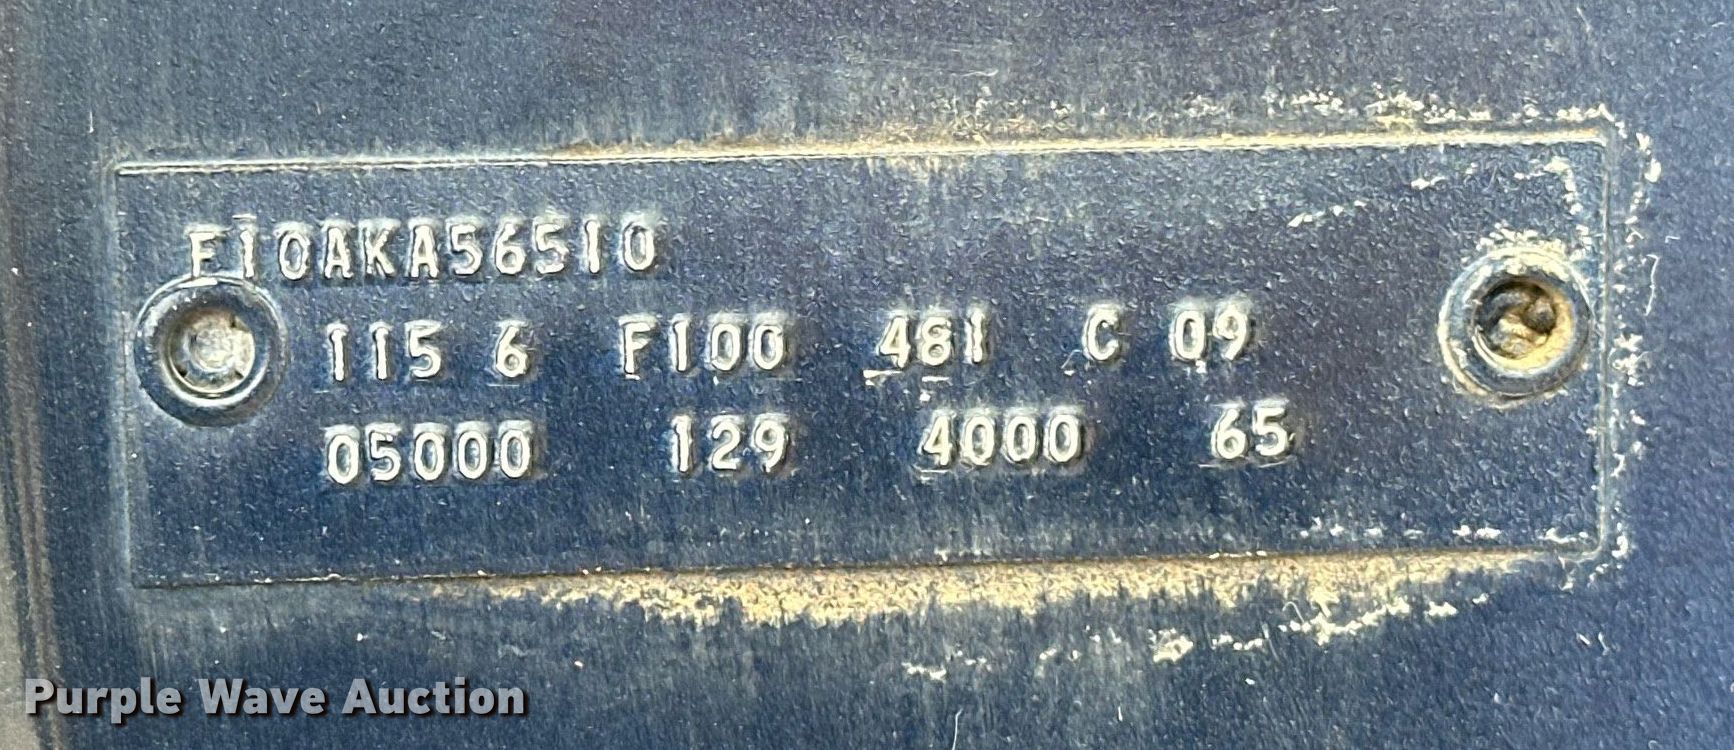 F10AKA56510
115 6 F100 481 C 09
05000 129 4000 65
Purple Wave Auction